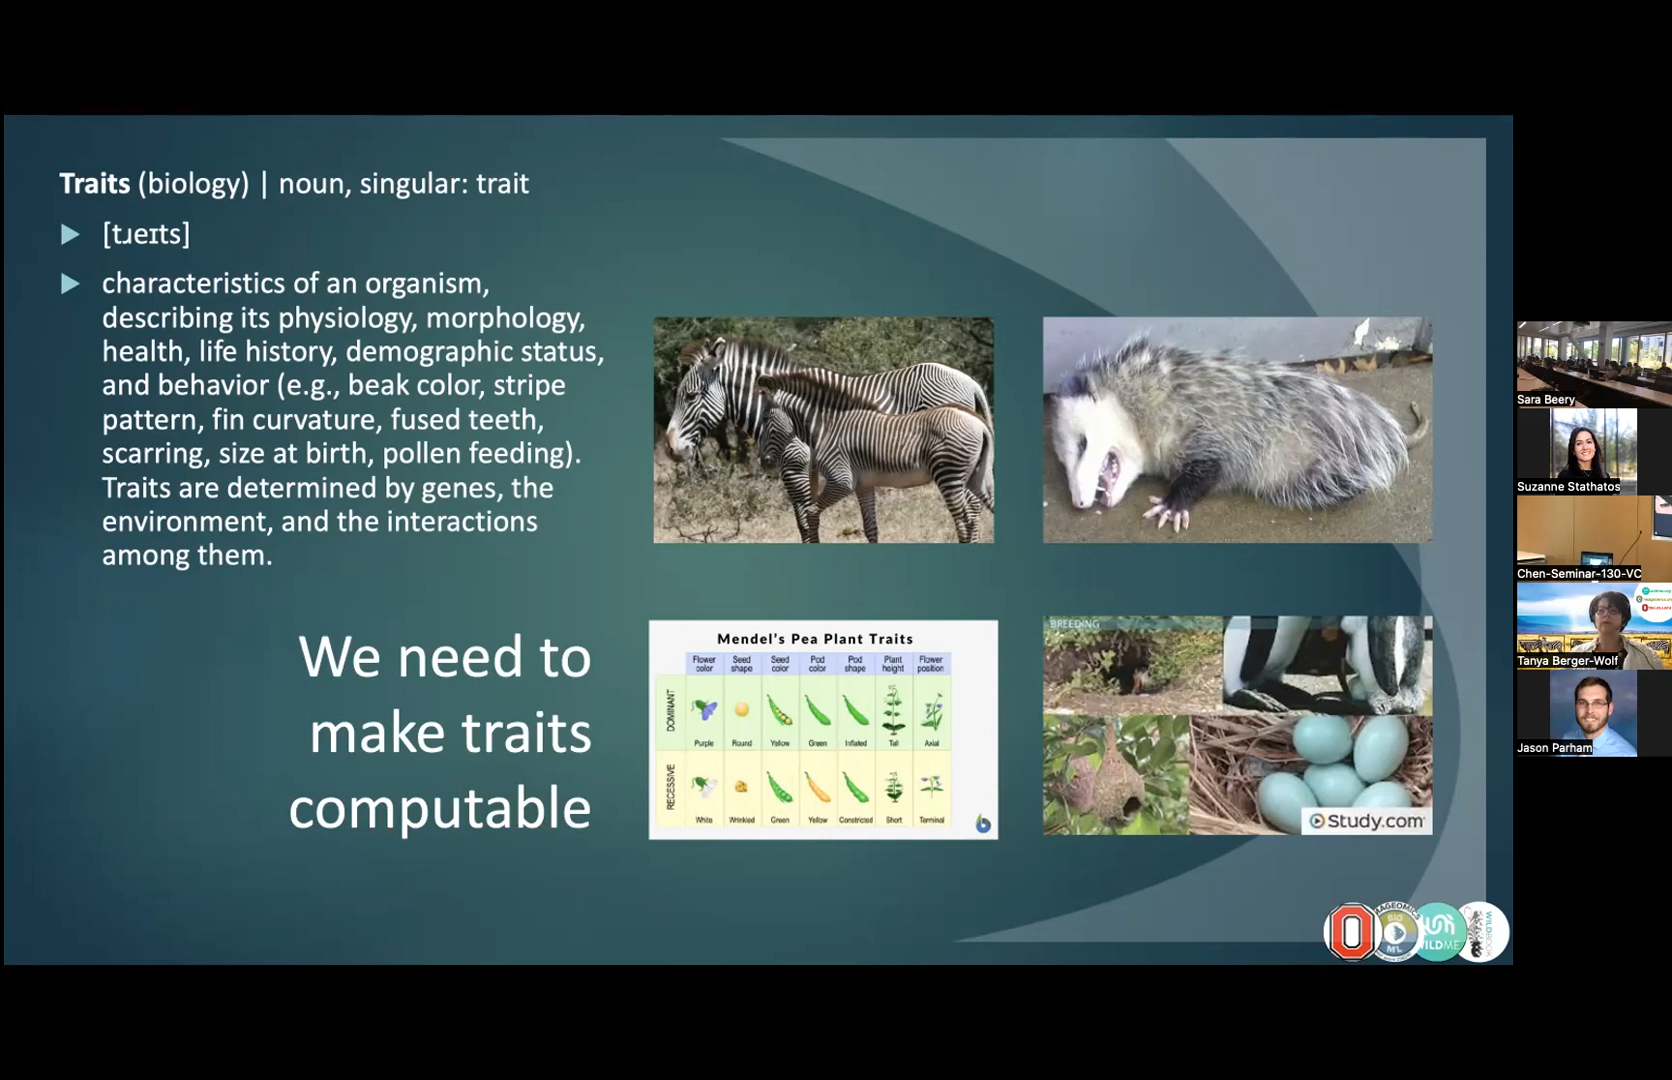 Traits (biology) | noun, singular: trait
[tɹeɪts]
characteristics of an organism,
describing its physiology, morphology,
health, life history, demographic status,
and behavior (e.g., beak color, stripe
pattern, fin curvature, fused teeth,
scarring, size at birth, pollen feeding).
Traits are determined by genes, the
environment, and the interactions
among them.
We need to
make traits
computable
Mendel's Pea Plant Traits
Flower color Seed shape Seed color Pod color Pod shape Plant height Flower position
DOMINANT
Purple Round Yellow Green Inflated Tall Axial
RECESSIVE
White Wrinkled Green Yellow Constricted Short Terminal
BREEDING
Study.com
IMAGEOMICS
BIO
ML
WILDME
WILDBOOK
Sara Beery
Suzanne Stathatos
Chen-Seminar-130-VC
Tanya Berger-Wolf
Jason Parham